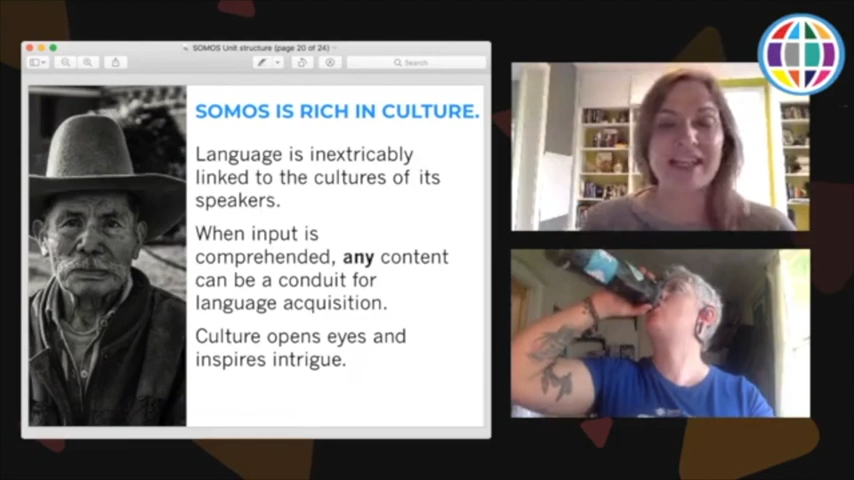 SOMOS Unit structure (page 20 of 24)
Search
SOMOS IS RICH IN CULTURE.
Language is inextricably
linked to the cultures of its
speakers.
When input is
comprehended, any content
can be a conduit for
language acquisition.
Culture opens eyes and
inspires intrigue.